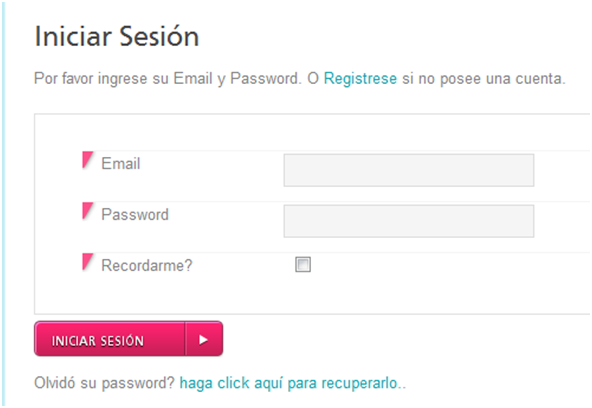 Iniciar Sesión
Por favor ingrese su Email y Password. O Registrese si no posee una cuenta.
Email
Password
Recordarme?
INICIAR SESIÓN
Olvidó su password? haga click aquí para recuperarlo..